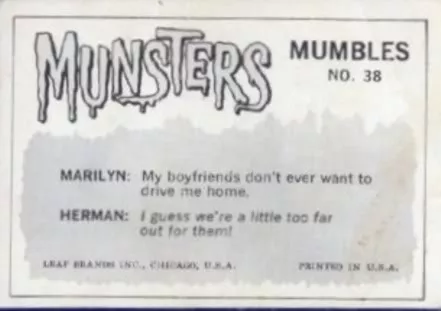 MUNSTERS
MUMBLES
NO. 38
MARILYN: My boyfriends don't ever want to
drive me home.
HERMAN: I guess we're a little too far
out for them!
LEAF BRANDS INC., CHICAGO, U.S.A.
PRINTED IN U.S.A.